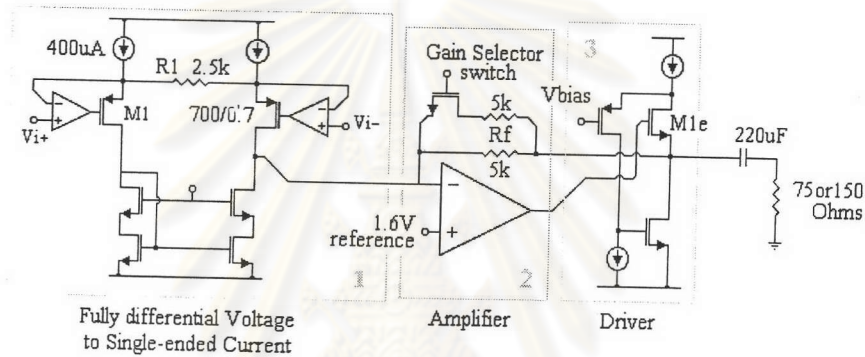 400uA
R1 2.5k
M1
700/0.7
Vi+
Vi-
1
Fully differential Voltage
to Single-ended Current
Gain Selector
switch
5k
Rf
5k
1.6V
reference
2
Amplifier
3
Vbias
M1e
220uF
75or150
Ohms
Driver